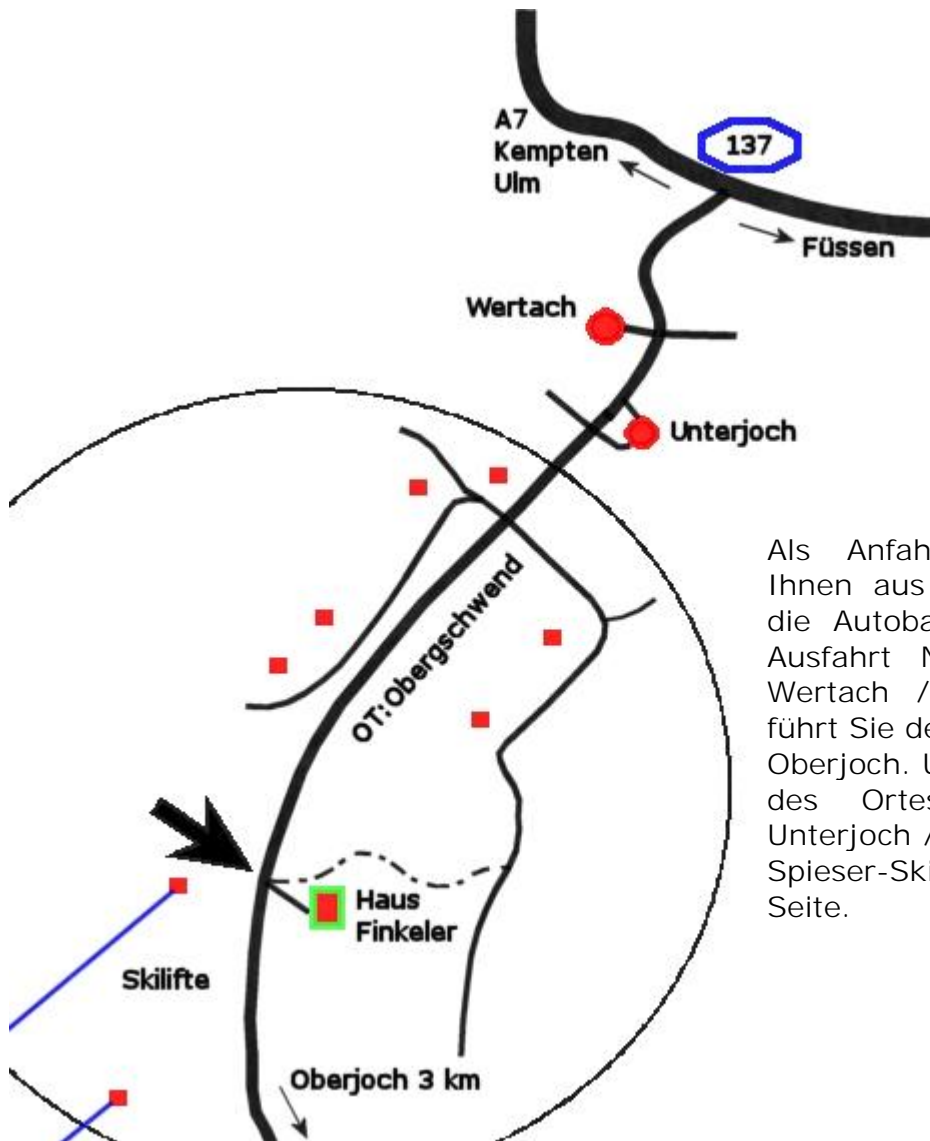 A7
Kempten
Ulm
137
Füssen
Wertach
Unterjoch
OT:Obergschwend
Haus
Finkeler
Skilifte
Oberjoch 3 km
Als Anfah
Ihnen aus
die Autoba
Ausfahrt N
Wertach /
führt Sie de
Oberjoch. U
des Ortes
Unterjoch /
Spieser-Ski
Seite.